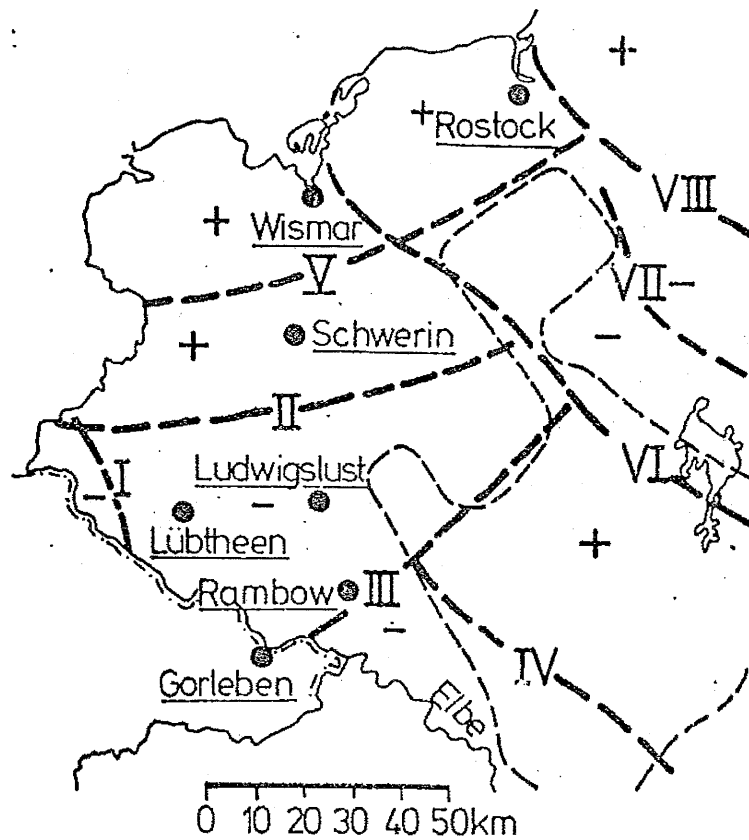 +
+
Rostock
VIII
+
Wismar
V
VII-
-
+
Schwerin
II
Ludwigslust
VI
-I
-
Lübtheen
+
Rambow
III
-
IV
Gorleben
Elbe
0 10 20 30 40 50km